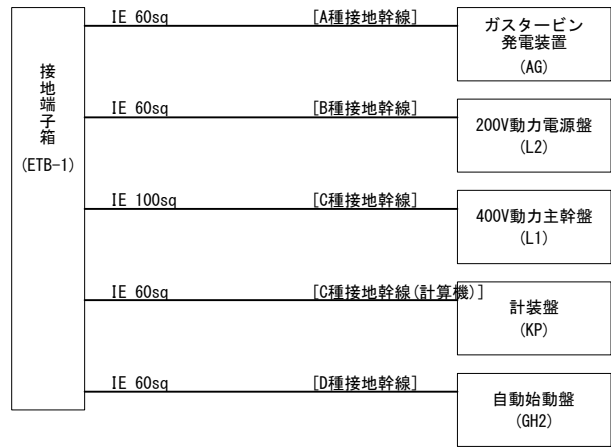 接地端子箱
(ETB-1)
IE 60sq [A種接地幹線]
ガスタービン
発電装置
(AG)
IE 60sq [B種接地幹線]
200V動力電源盤
(L2)
IE 100sq [C種接地幹線]
400V動力主幹盤
(L1)
IE 60sq [C種接地幹線(計算機)]
計装盤
(KP)
IE 60sq [D種接地幹線]
自動始動盤
(GH2)